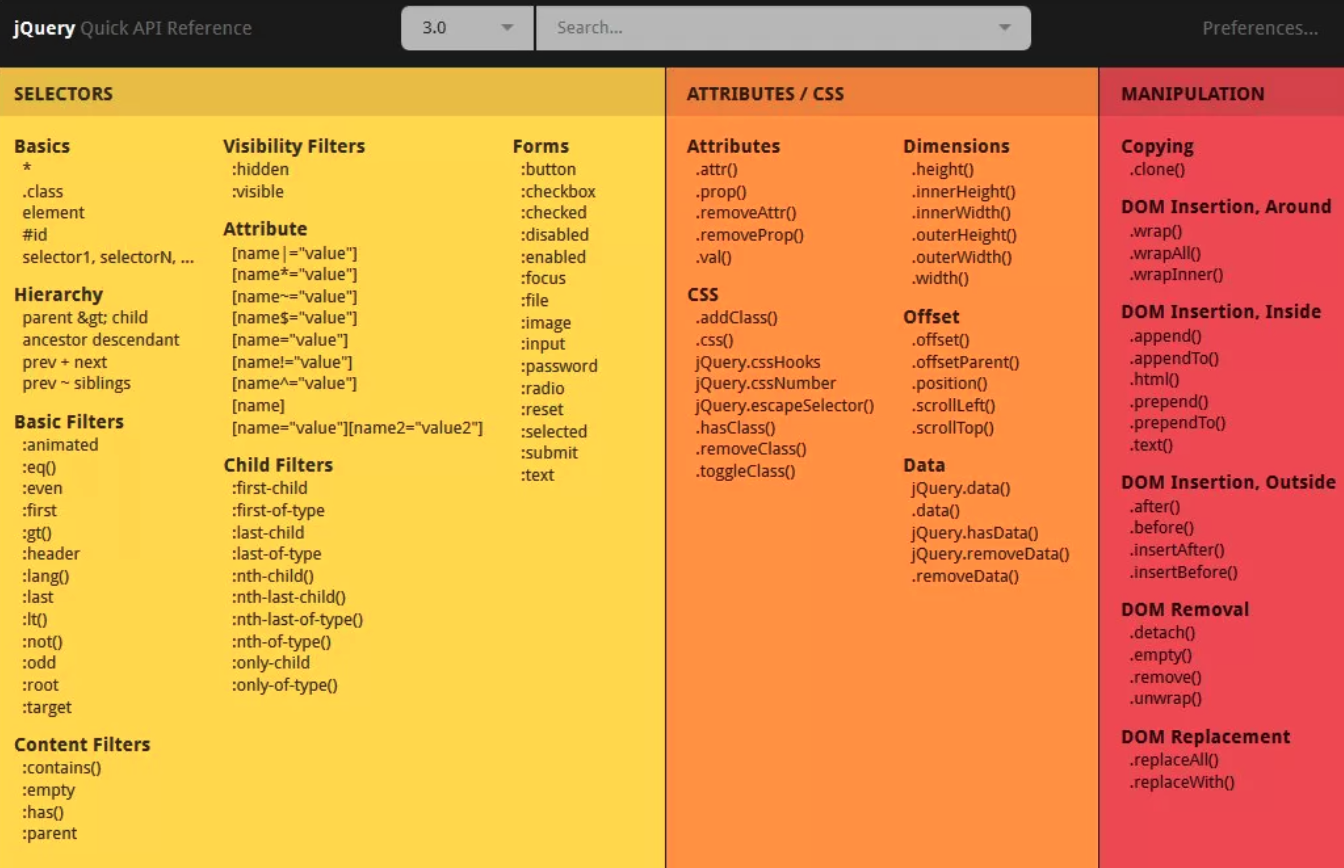 jQuery Quick API Reference
3.0
Search...
Preferences...
SELECTORS
Basics
*
.class
element
#id
selector1, selectorN, ...
Hierarchy
parent &gt; child
ancestor descendant
prev + next
prev ~ siblings
Basic Filters
:animated
:eq()
:even
:first
:gt()
:header
:lang()
:last
:lt()
:not()
:odd
:root
:target
Content Filters
:contains()
:empty
:has()
:parent
Visibility Filters
:hidden
:visible
Attribute
[name|="value"]
[name*="value"]
[name~="value"]
[name$="value"]
[name="value"]
[name!="value"]
[name^="value"]
[name]
[name="value"][name2="value2"]
Child Filters
:first-child
:first-of-type
:last-child
:last-of-type
:nth-child()
:nth-last-child()
:nth-last-of-type()
:nth-of-type()
:only-child
:only-of-type()
Forms
:button
:checkbox
:checked
:disabled
:enabled
:focus
:file
:image
:input
:password
:radio
:reset
:selected
:submit
:text
ATTRIBUTES / CSS
Attributes
.attr()
.prop()
.removeAttr()
.removeProp()
.val()
CSS
.addClass()
.css()
jQuery.cssHooks
jQuery.cssNumber
jQuery.escapeSelector()
.hasClass()
.removeClass()
.toggleClass()
Dimensions
.height()
.innerHeight()
.innerWidth()
.outerHeight()
.outerWidth()
.width()
Offset
.offset()
.offsetParent()
.position()
.scrollLeft()
.scrollTop()
Data
jQuery.data()
.data()
jQuery.hasData()
jQuery.removeData()
.removeData()
MANIPULATION
Copying
.clone()
DOM Insertion, Around
.wrap()
.wrapAll()
.wrapInner()
DOM Insertion, Inside
.append()
.appendTo()
.html()
.prepend()
.prependTo()
.text()
DOM Insertion, Outside
.after()
.before()
.insertAfter()
.insertBefore()
DOM Removal
.detach()
.empty()
.remove()
.unwrap()
DOM Replacement
.replaceAll()
.replaceWith()